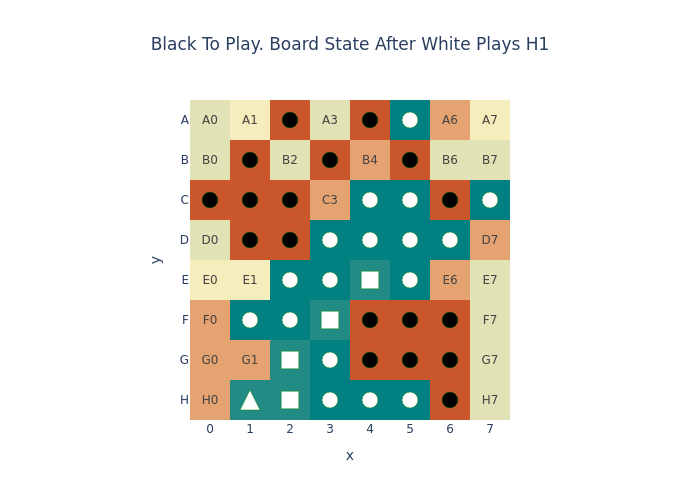 Black To Play. Board State After White Plays H1
A A0 A1 A3 A6 A7
B B0 B2 B4 B6 B7
C C3
D D0 D7
y
E E0 E1 E6 E7
F F0 F7
G G0 G1 G7
H H0 H7
0 1 2 3 4 5 6 7
x